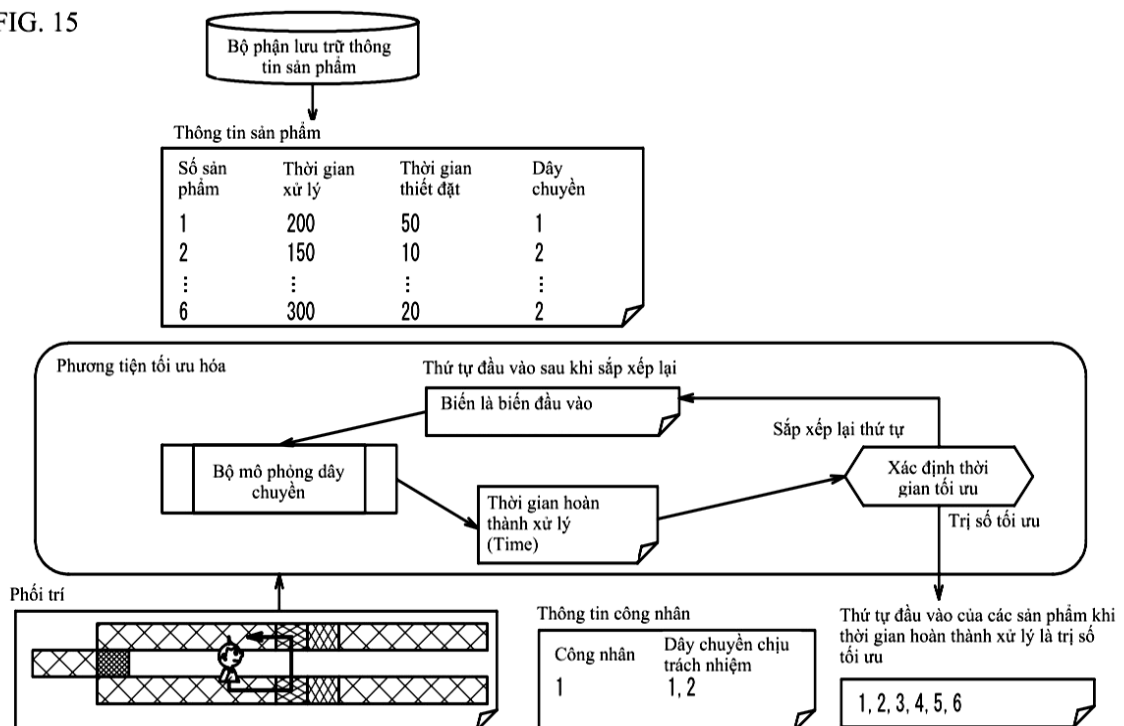 FIG. 15
Bộ phận lưu trữ thông
tin sản phẩm
Thông tin sản phẩm
Số sản
phẩm
Thời gian
xử lý
Thời gian
thiết đặt
Dây
chuyền
1 200 50 1
2 150 10 2
⋮ ⋮ ⋮ ⋮
6 300 20 2
Phương tiện tối ưu hóa
Thứ tự đầu vào sau khi sắp xếp lại
Biến là biến đầu vào
Sắp xếp lại thứ tự
Bộ mô phỏng dây
chuyền
Xác định thời
gian tối ưu
Thời gian hoàn
thành xử lý
(Time)
Trị số tối ưu
Phối trí
Thông tin công nhân
Công nhân
Dây chuyền chịu
trách nhiệm
1 1, 2
Thứ tự đầu vào của các sản phẩm khi
thời gian hoàn thành xử lý là trị số
tối ưu
1, 2, 3, 4, 5, 6